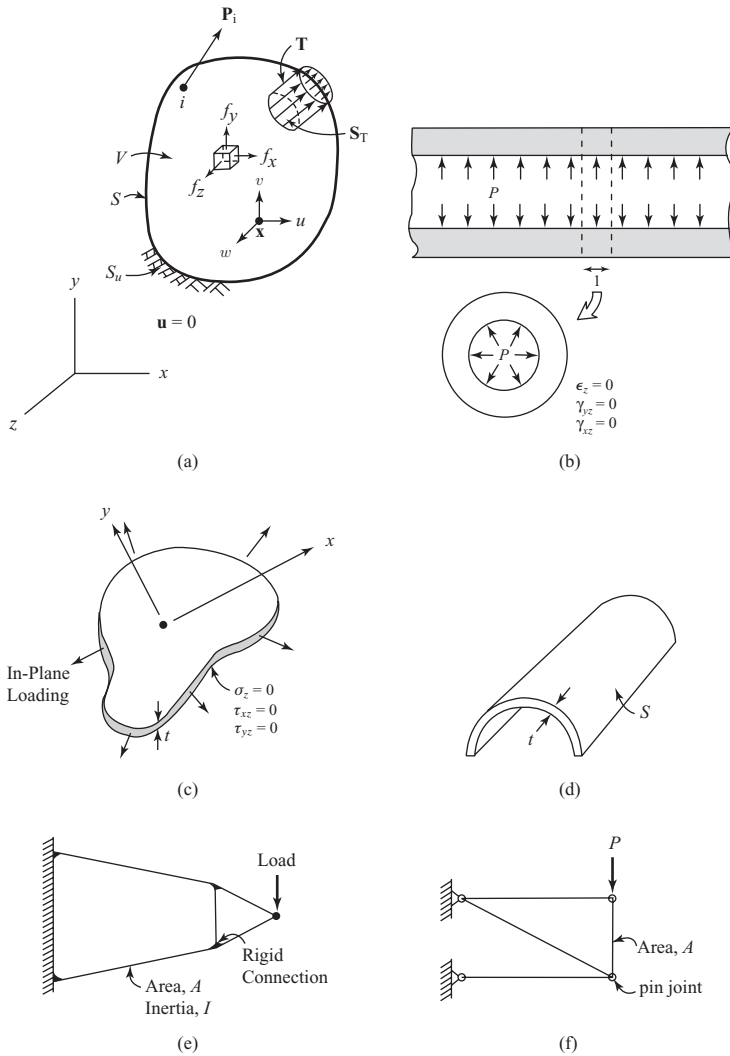 P_i
T
i
S_T
f_y
V
f_x
f_z
S
v
x
u
w
S_u
y
u = 0
x
z
(a)
P
1
P
ϵ_z = 0
γ_yz = 0
γ_xz = 0
(b)
y
x
In-Plane
Loading
σ_z = 0
τ_xz = 0
τ_yz = 0
t
(c)
S
t
(d)
Load
Rigid
Connection
Area, A
Inertia, I
(e)
P
Area, A
pin joint
(f)